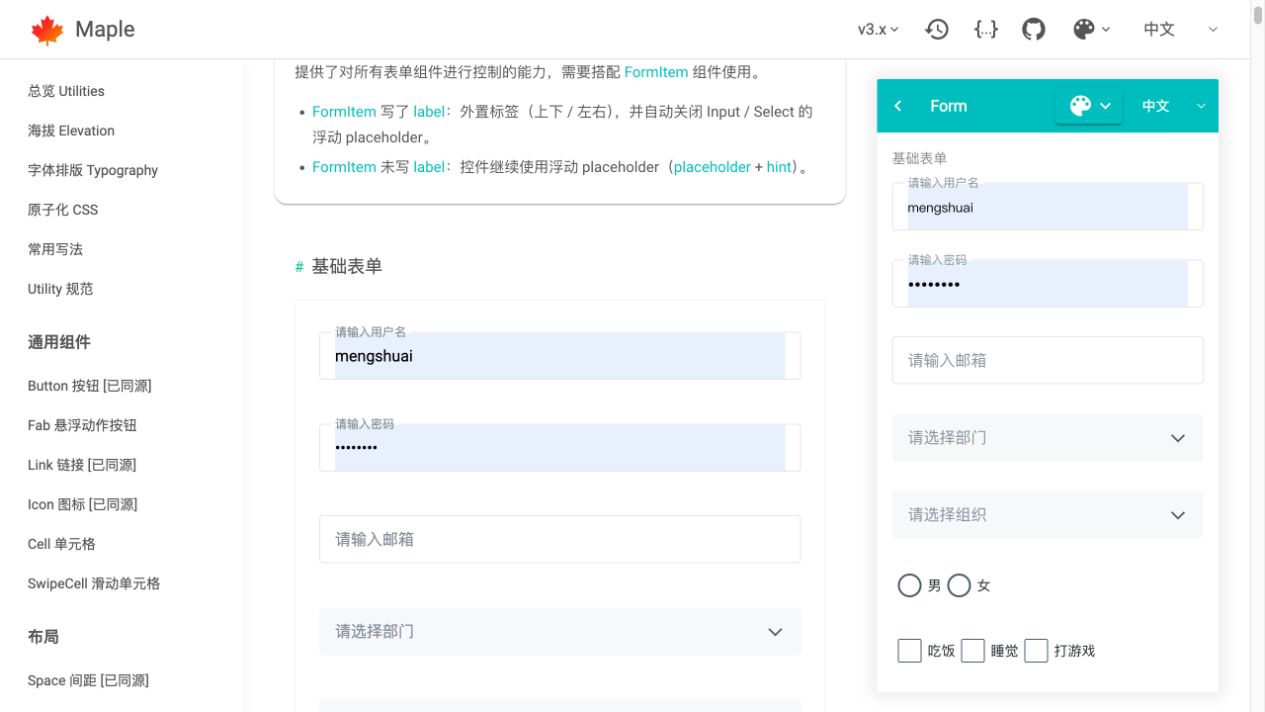 Maple
v3.x
中文
总览 Utilities
海拔 Elevation
字体排版 Typography
原子化 CSS
常用写法
Utility 规范
通用组件
Button 按钮 [已同源]
Fab 悬浮动作按钮
Link 链接 [已同源]
Icon 图标 [已同源]
Cell 单元格
SwipeCell 滑动单元格
布局
Space 间距 [已同源]
提供了对所有表单组件进行控制的能力，需要搭配 FormItem 组件使用。
• FormItem 写了 label：外置标签（上下 / 左右），并自动关闭 Input / Select 的
浮动 placeholder。
• FormItem 未写 label：控件继续使用浮动 placeholder（placeholder + hint）。
# 基础表单
请输入用户名
mengshuai
请输入密码
••••••••
请输入邮箱
请选择部门
Form
中文
基础表单
请输入用户名
mengshuai
请输入密码
••••••••
请输入邮箱
请选择部门
请选择组织
男 女
吃饭 睡觉 打游戏